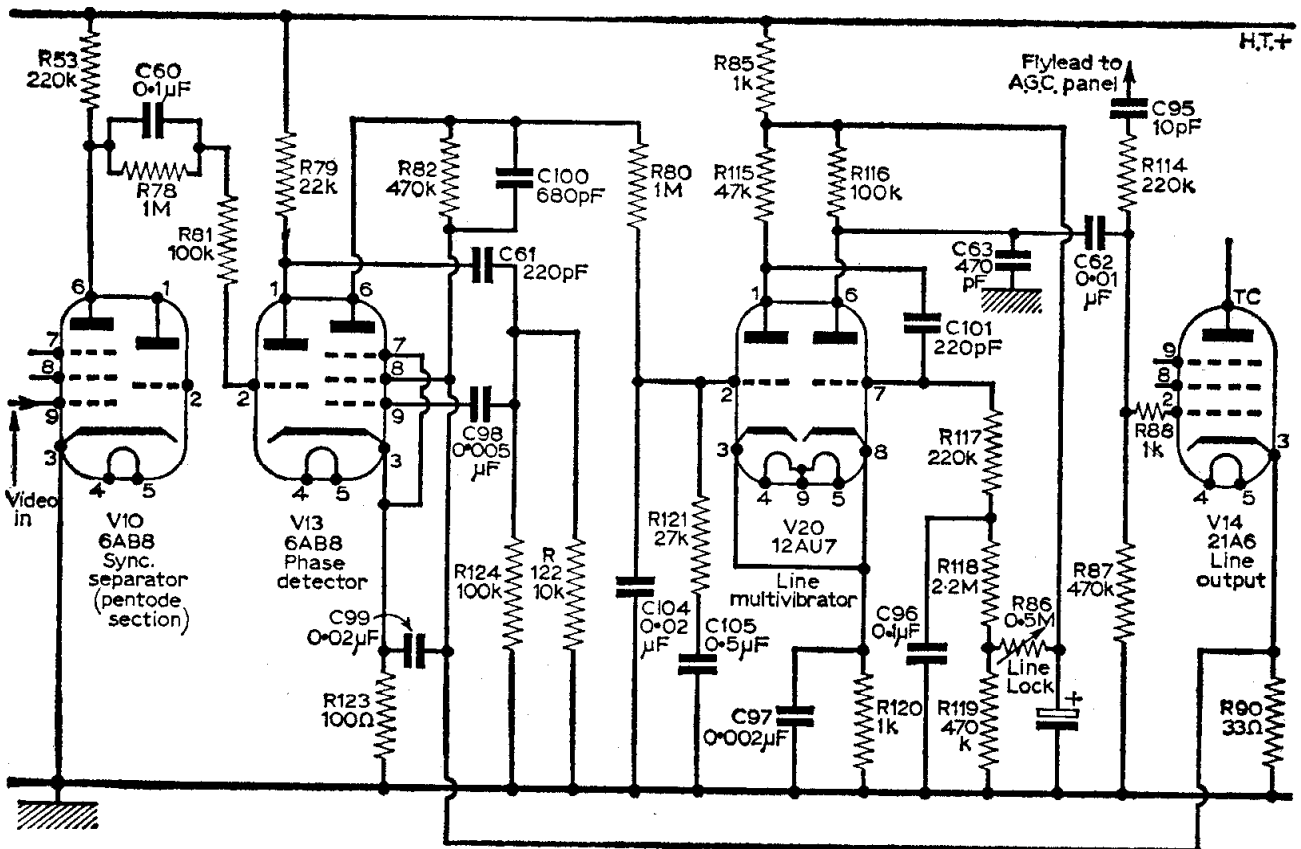 H.T.+
R53
220k
C60
0·1µF
R78
1M
R81
100k
R79
22k
R82
470k
C100
680pF
C61
220pF
R80
1M
R85
1k
R115
47k
R116
100k
Flylead to
A.G.C. panel
C95
10pF
R114
220k
C63
470
pF
C62
0·01
µF
C101
220pF
6
1
7
8
9
2
3
4
5
Video
in
V10
6AB8
Sync.
separator
(pentode
section)
1
6
7
8
9
2
3
4
5
V13
6AB8
Phase
detector
C98
0·005
µF
C99
0·02µF
R123
100Ω
R124
100k
R
122
10k
C104
0·02
µF
R121
27k
C105
0·5µF
1
6
2
7
3
8
4
9
5
V20
12AU7
Line
multivibrator
C97
0·002µF
R120
1k
C96
0·1µF
R117
220k
R118
2·2M
R86
0·5M
Line
Lock
R119
470
k
+
R87
470k
R88
1k
TC
9
8
2
3
4
5
V14
21A6
Line
output
R90
33Ω